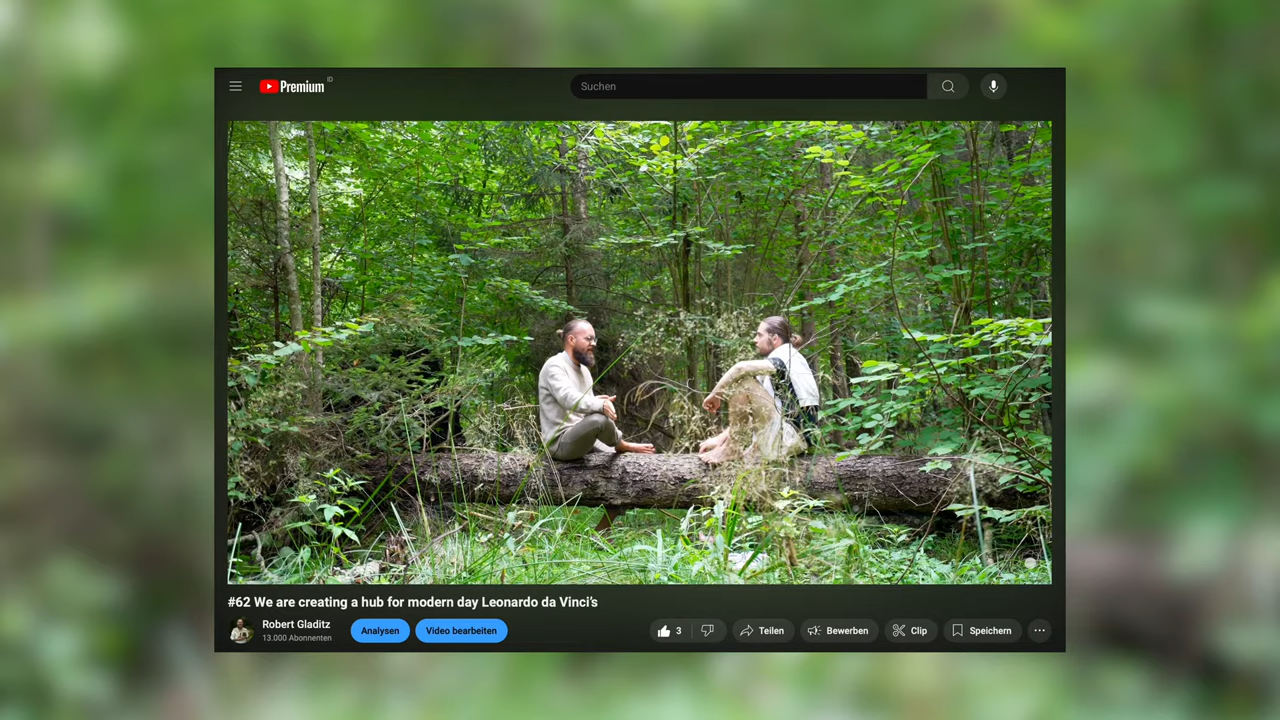 Premium ID
Suchen
#62 We are creating a hub for modern day Leonardo da Vinci’s
Robert Gladitz
13.000 Abonnenten
Analysen
Video bearbeiten
3
Teilen
Bewerben
Clip
Speichern